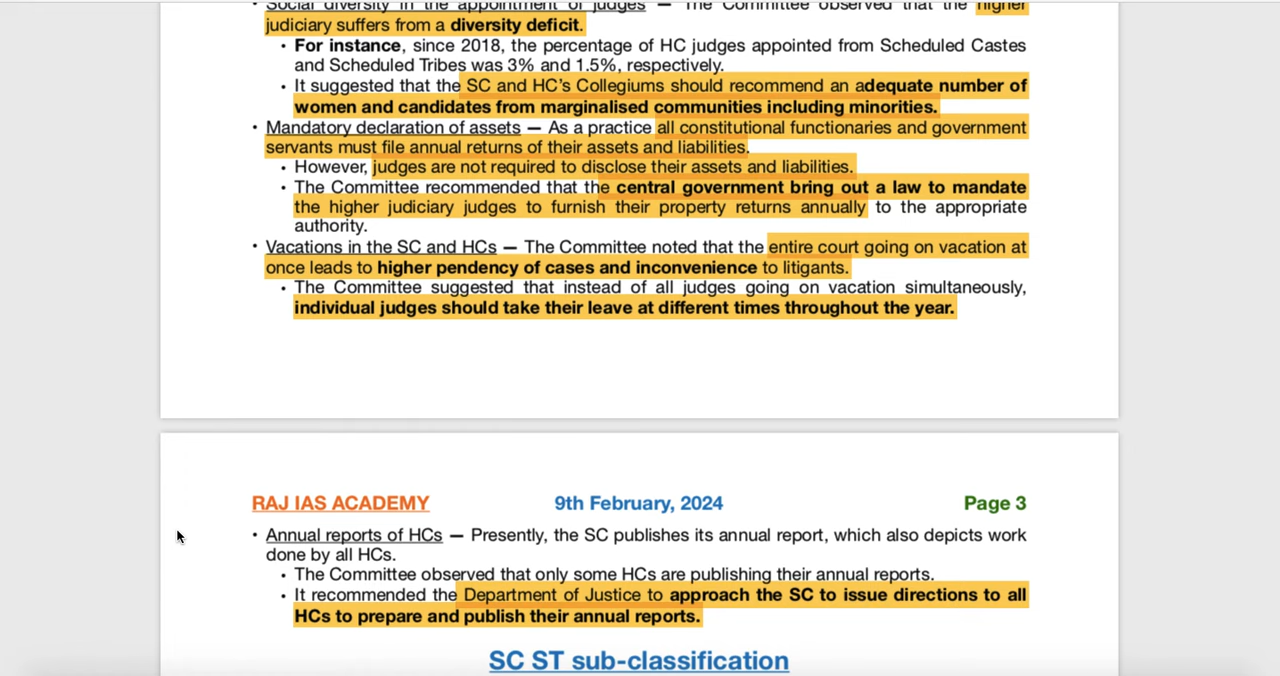 • Social diversity in the appointment of judges — The Committee observed that the higher
judiciary suffers from a diversity deficit.
• For instance, since 2018, the percentage of HC judges appointed from Scheduled Castes
and Scheduled Tribes was 3% and 1.5%, respectively.
• It suggested that the SC and HC's Collegiums should recommend an adequate number of
women and candidates from marginalised communities including minorities.
• Mandatory declaration of assets — As a practice all constitutional functionaries and government
servants must file annual returns of their assets and liabilities.
• However, judges are not required to disclose their assets and liabilities.
• The Committee recommended that the central government bring out a law to mandate
the higher judiciary judges to furnish their property returns annually to the appropriate
authority.
• Vacations in the SC and HCs — The Committee noted that the entire court going on vacation at
once leads to higher pendency of cases and inconvenience to litigants.
• The Committee suggested that instead of all judges going on vacation simultaneously,
individual judges should take their leave at different times throughout the year.
RAJ IAS ACADEMY 9th February, 2024 Page 3
• Annual reports of HCs — Presently, the SC publishes its annual report, which also depicts work
done by all HCs.
• The Committee observed that only some HCs are publishing their annual reports.
• It recommended the Department of Justice to approach the SC to issue directions to all
HCs to prepare and publish their annual reports.
SC ST sub-classification